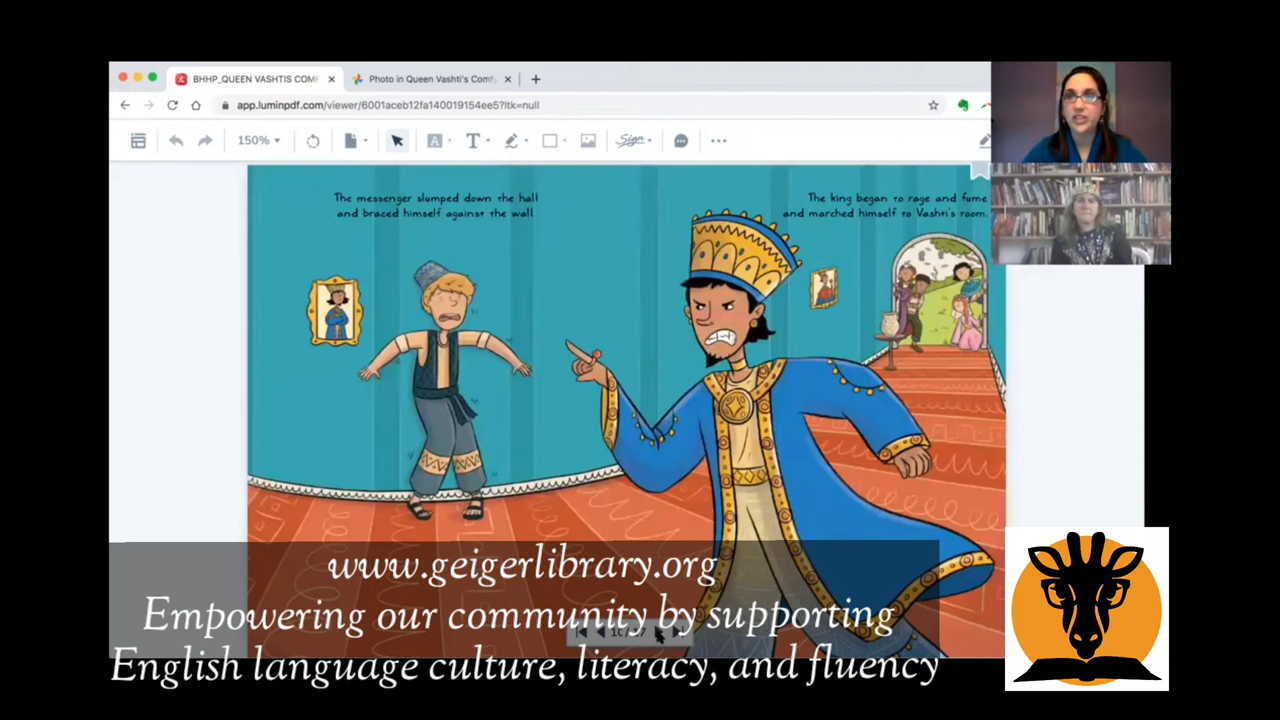 BHHP_QUEEN VASHTIS COMF
Photo in Queen Vashti's Comfy
app.luminpdf.com/viewer/6001aceb12fa140019154ee5?ltk=null
150%
A
T
Sign
The messenger slumped down the hall
and braced himself against the wall.
The king began to rage and fume
and marched himself to Vashti's room.
www.geigerlibrary.org
Empowering our community by supporting
English language culture, literacy, and fluency